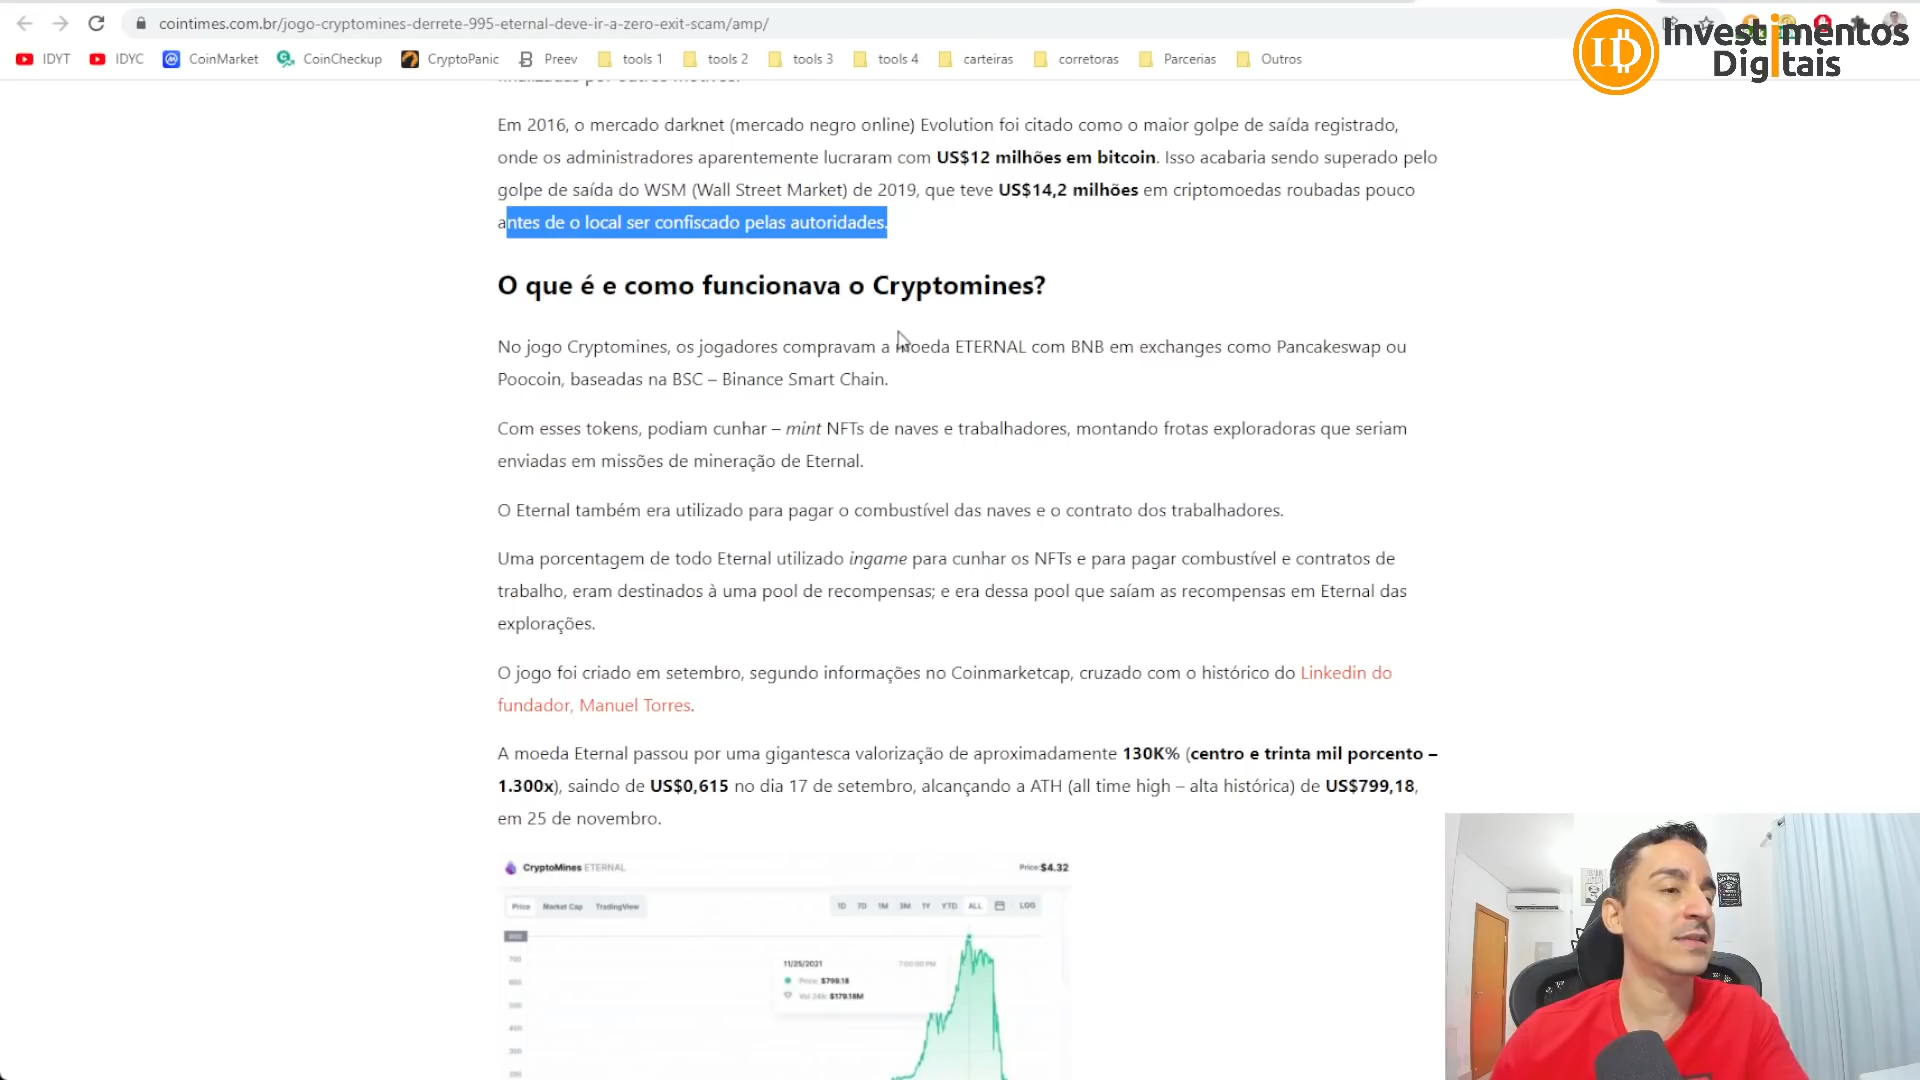 cointimes.com.br/jogo-cryptomines-derrete-995-eternal-deve-ir-a-zero-exit-scam/amp/
Investimentos
Digitais
ID
IDYT
IDYC
CoinMarket
CoinCheckup
CryptoPanic
Preev
tools 1
tools 2
tools 3
tools 4
carteiras
corretoras
Parcerias
Outros
Em 2016, o mercado darknet (mercado negro online) Evolution foi citado como o maior golpe de saída registrado,
onde os administradores aparentemente lucraram com US$12 milhões em bitcoin. Isso acabaria sendo superado pelo
golpe de saída do WSM (Wall Street Market) de 2019, que teve US$14,2 milhões em criptomoedas roubadas pouco
antes de o local ser confiscado pelas autoridades.
O que é e como funcionava o Cryptomines?
No jogo Cryptomines, os jogadores compravam a moeda ETERNAL com BNB em exchanges como Pancakeswap ou
Poocoin, baseadas na BSC – Binance Smart Chain.
Com esses tokens, podiam cunhar – mint NFTs de naves e trabalhadores, montando frotas exploradoras que seriam
enviadas em missões de mineração de Eternal.
O Eternal também era utilizado para pagar o combustível das naves e o contrato dos trabalhadores.
Uma porcentagem de todo Eternal utilizado ingame para cunhar os NFTs e para pagar combustível e contratos de
trabalho, eram destinados à uma pool de recompensas; e era dessa pool que saíam as recompensas em Eternal das
explorações.
O jogo foi criado em setembro, segundo informações no Coinmarketcap, cruzado com o histórico do Linkedin do
fundador, Manuel Torres.
A moeda Eternal passou por uma gigantesca valorização de aproximadamente 130K% (centro e trinta mil porcento –
1.300x), saindo de US$0,615 no dia 17 de setembro, alcançando a ATH (all time high – alta histórica) de US$799,18,
em 25 de novembro.
CryptoMines ETERNAL
Price:$4.32
Price
Market Cap
TradingView
1D
7D
1M
3M
1Y
YTD
ALL
LOG
700
11/25/2021
7:00:00 PM
Price: $799.18
Vol 24h: $179.18M